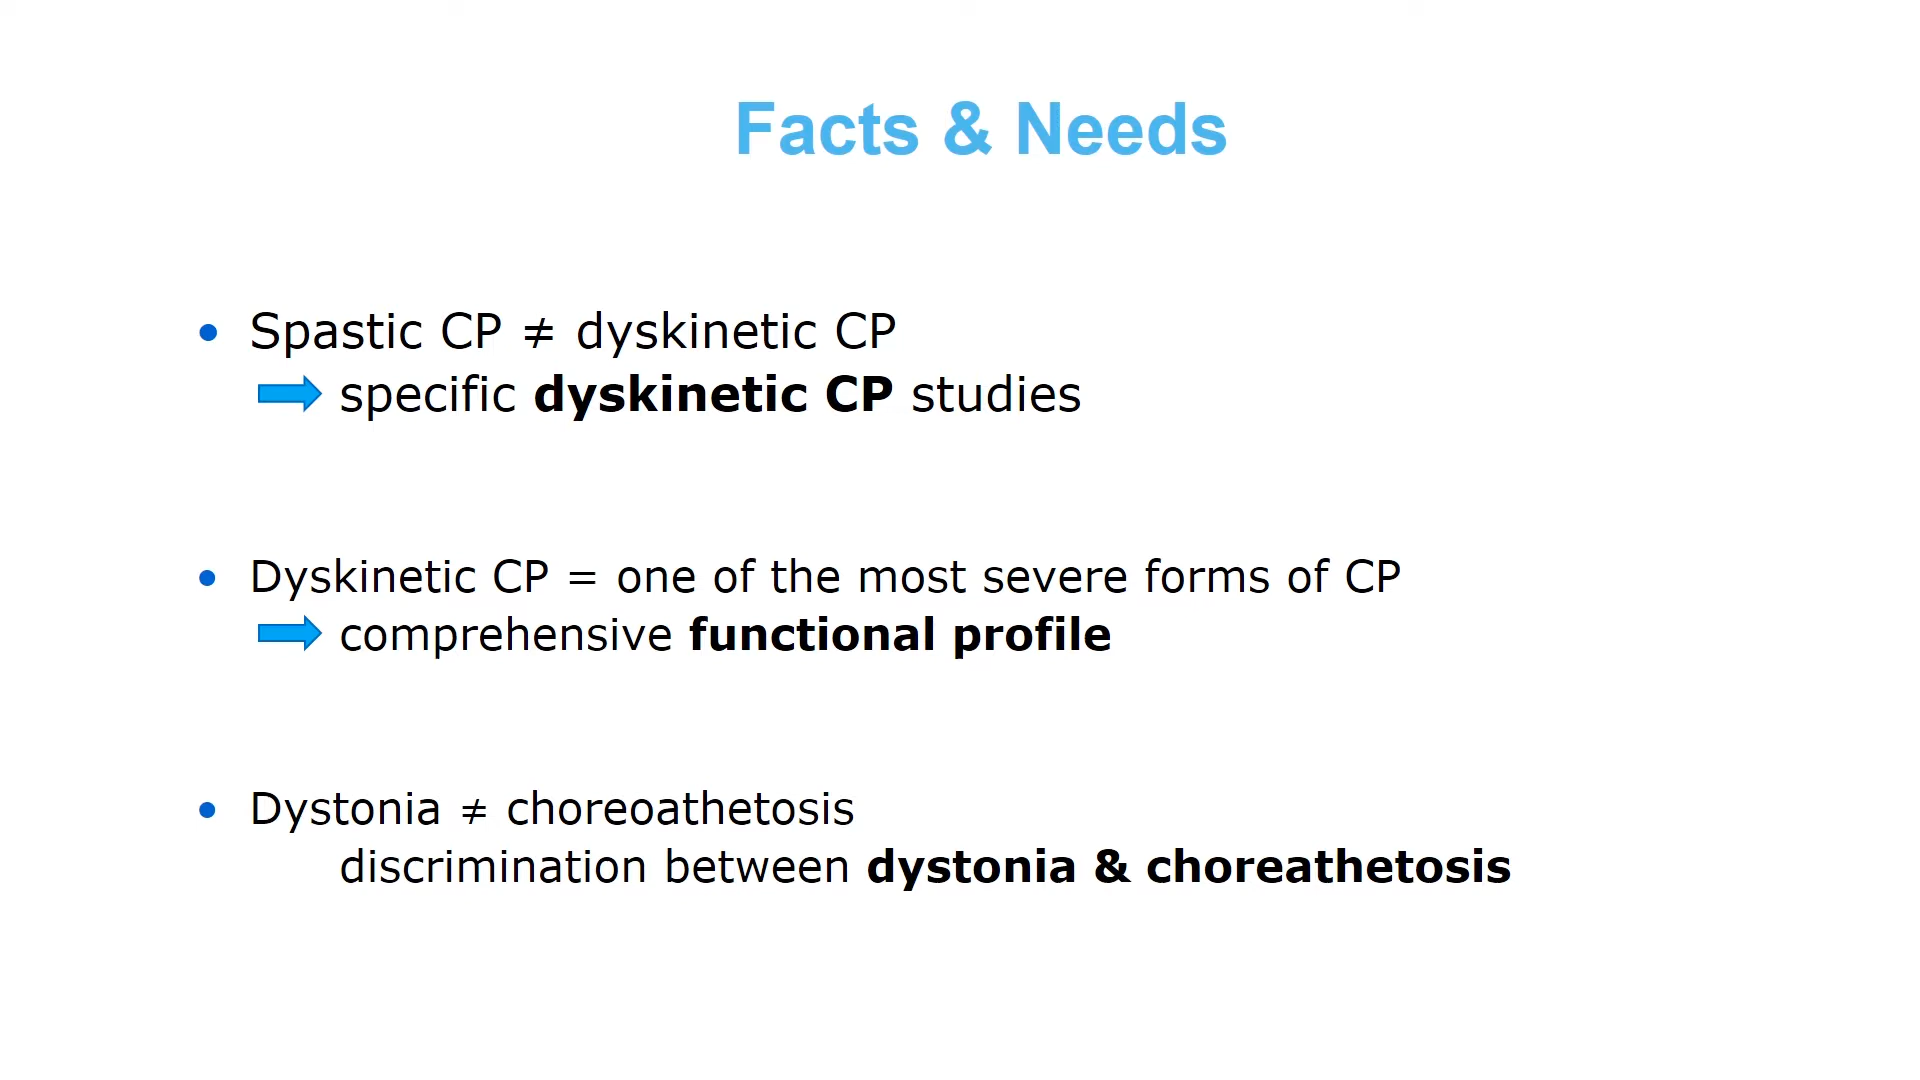 Facts & Needs
• Spastic CP ≠ dyskinetic CP
specific dyskinetic CP studies
• Dyskinetic CP = one of the most severe forms of CP
comprehensive functional profile
• Dystonia ≠ choreoathetosis
discrimination between dystonia & choreathetosis